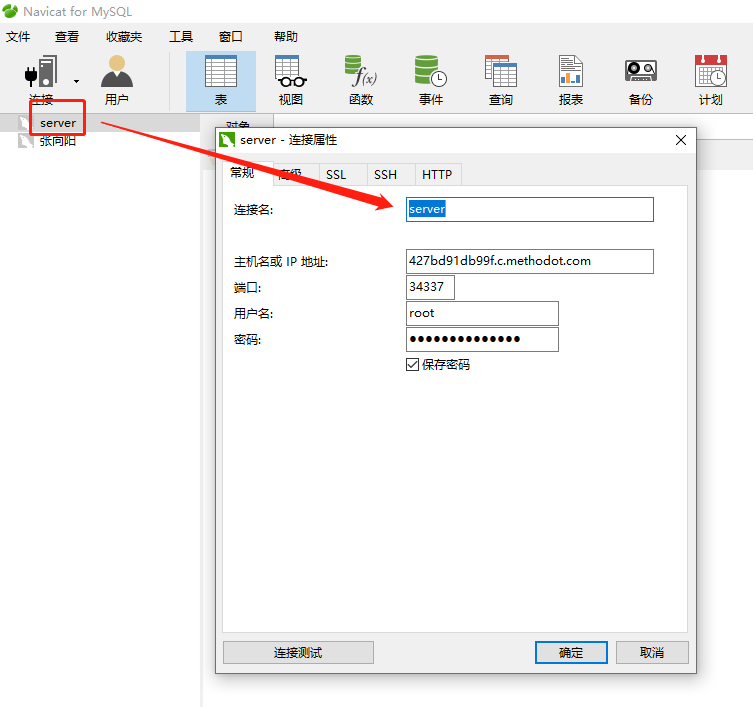 Navicat for MySQL
文件 查看 收藏夹 工具 窗口 帮助
f(x)
连接 用户 表 视图 函数 事件 查询 报表 备份 计划
server 对象
张向阳
server - 连接属性
常规 高级 SSL SSH HTTP
连接名: server
主机名或 IP 地址: 427bd91db99f.c.methodot.com
端口: 34337
用户名: root
密码: ●●●●●●●●●●●●●●
保存密码
连接测试 确定 取消